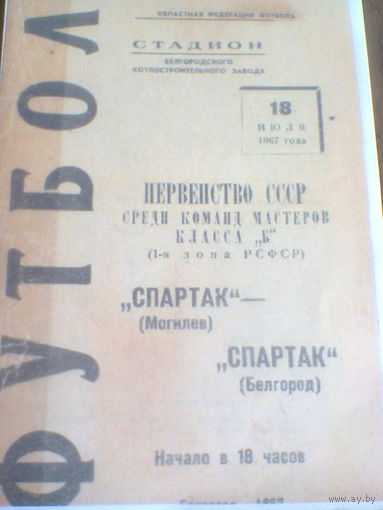 ФУТБОЛ
ОБЛАСТНАЯ ФЕДЕРАЦИЯ ФУТБОЛА
СТАДИОН
БЕЛГОРОДСКОГО
КОТЛОСТРОИТЕЛЬНОГО ЗАВОДА
18
ИЮЛЯ
1967 года
ПЕРВЕНСТВО СССР
СРЕДИ КОМАНД МАСТЕРОВ
КЛАССА „Б"
(1-я зона РСФСР)
„СПАРТАК"—
(Могилев)
„СПАРТАК"
(Белгород)
Начало в 18 часов
1967
www.ay.by